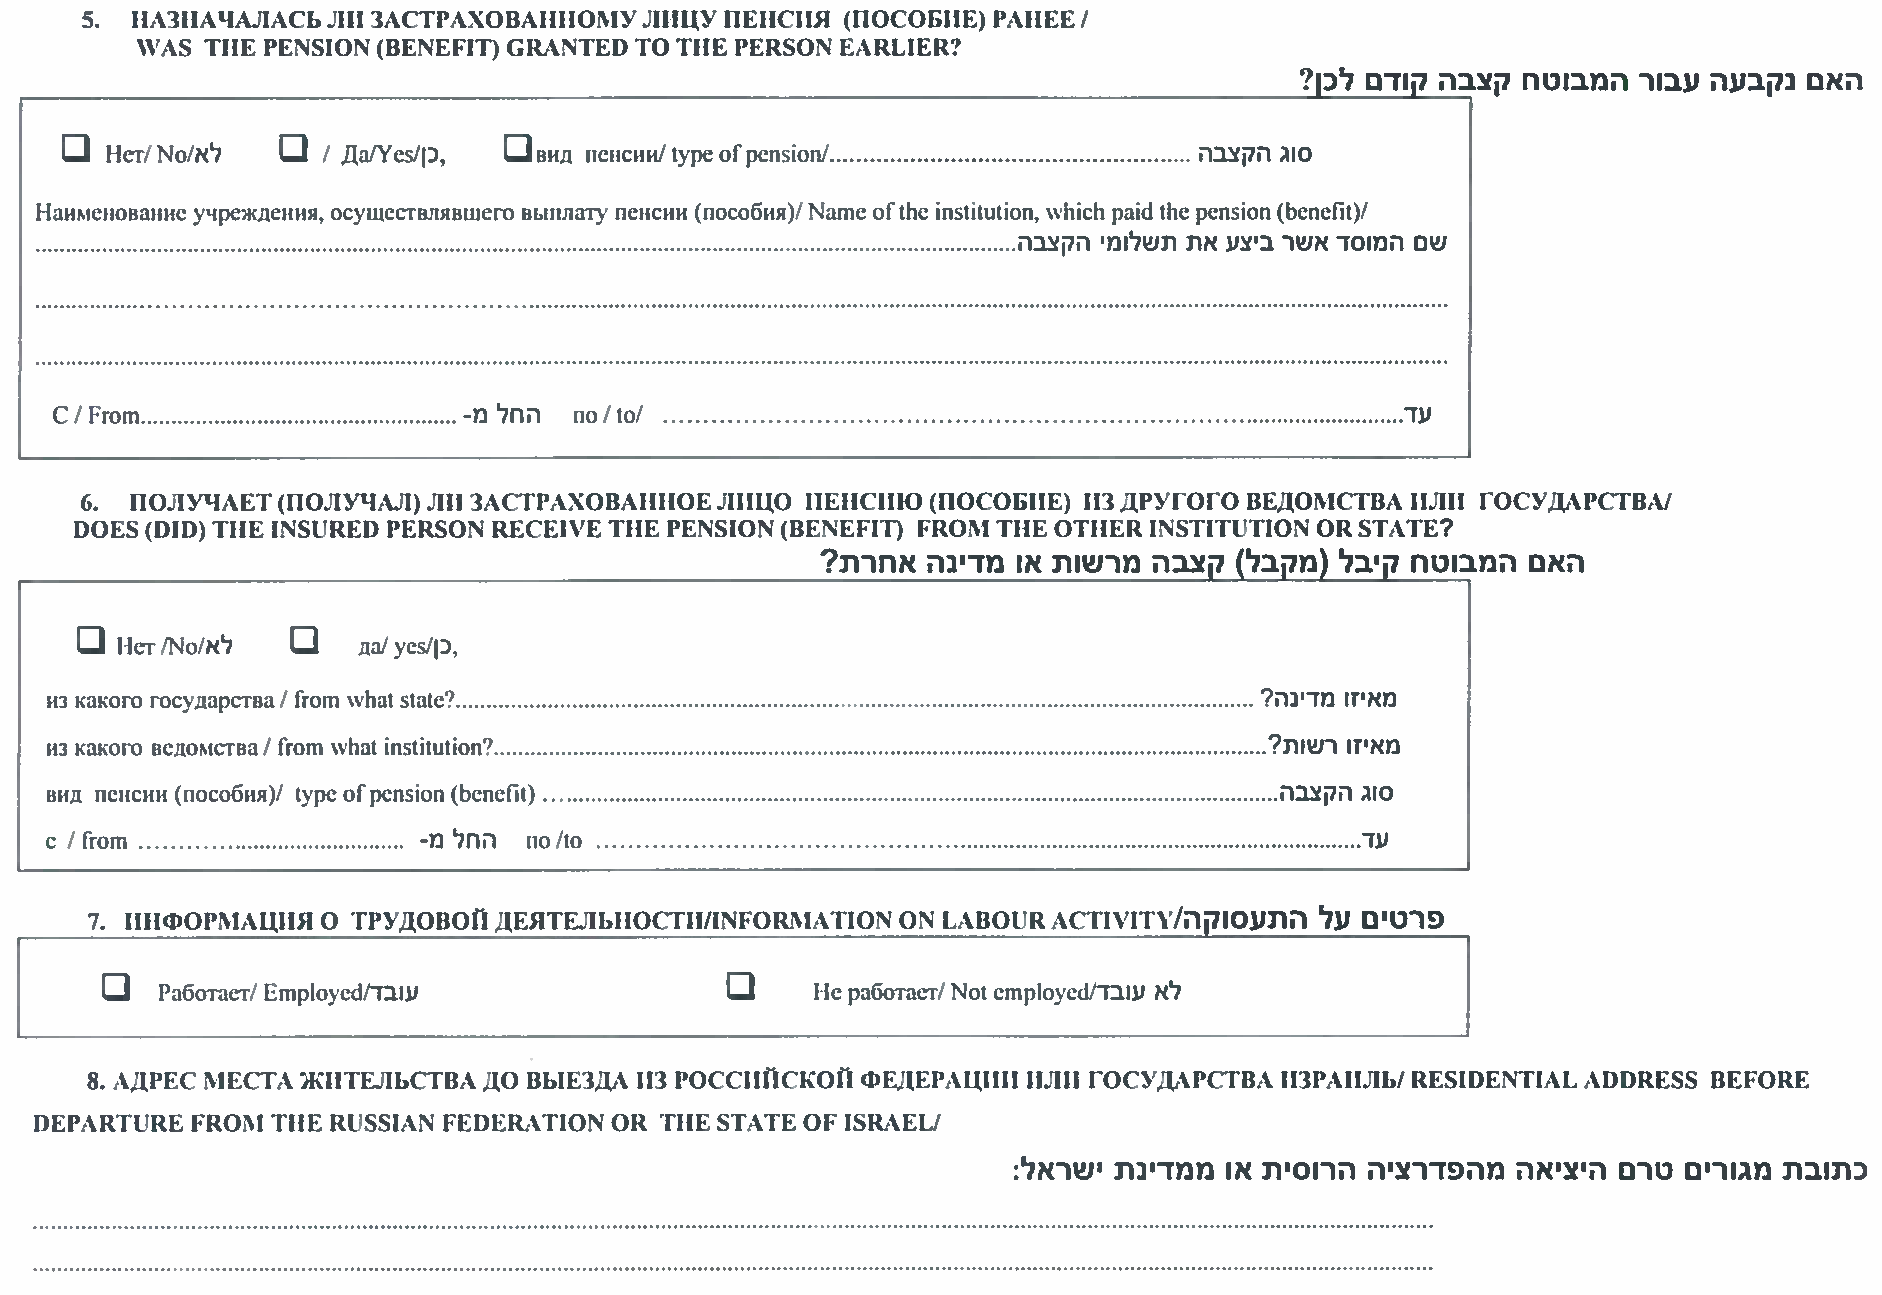 5. НАЗНАЧАЛАСЬ ЛИ ЗАСТРАХОВАННОМУ ЛИЦУ ПЕНСИЯ (ПОСОБИЕ) РАНЕЕ /
WAS THE PENSION (BENEFIT) GRANTED TO THE PERSON EARLIER?
האם נקבעה עבור המבוטח קצבה קודם לכן?
❏ Нет/ No/לא ❏ / Да/Yes/כן, ❏ вид пенсии/ type of pension/...................................................... סוג הקצבה
Наименование учреждения, осуществлявшего выплату пенсии (пособия)/ Name of the institution, which paid the pension (benefit)/
שם המוסד אשר ביצע את תשלומי הקצבה......................................................
......................................................
......................................................
С / From...................................................... החל מ- по / to/ ......................................................עד
6. ПОЛУЧАЕТ (ПОЛУЧАЛ) ЛИ ЗАСТРАХОВАННОЕ ЛИЦО ПЕНСИЮ (ПОСОБИЕ) ИЗ ДРУГОГО ВЕДОМСТВА ИЛИ ГОСУДАРСТВА/
DOES (DID) THE INSURED PERSON RECEIVE THE PENSION (BENEFIT) FROM THE OTHER INSTITUTION OR STATE?
האם המבוטח קיבל (מקבל) קצבה מרשות או מדינה אחרת?
❏ Нет /No/לא ❏ да/ yes/כן,
из какого государства / from what state?...................................................... מאיזו מדינה?
из какого ведомства / from what institution?......................................................מאיזו רשות?
вид пенсии (пособия)/ type of pension (benefit) ......................................................סוג הקצבה
с / from ...................................................... החל מ- по /to ......................................................עד
7. ИНФОРМАЦИЯ О ТРУДОВОЙ ДЕЯТЕЛЬНОСТИ/INFORMATION ON LABOUR ACTIVITY/פרטים על התעסוקה
❏ Работает/ Employed/עובד ❏ Не работает/ Not employed/לא עובד
8. АДРЕС МЕСТА ЖИТЕЛЬСТВА ДО ВЫЕЗДА ИЗ РОССИЙСКОЙ ФЕДЕРАЦИИ ИЛИ ГОСУДАРСТВА ИЗРАИЛЬ/ RESIDENTIAL ADDRESS BEFORE
DEPARTURE FROM THE RUSSIAN FEDERATION OR THE STATE OF ISRAEL/
כתובת מגורים טרם היציאה מהפדרציה הרוסית או ממדינת ישראל:
......................................................
......................................................